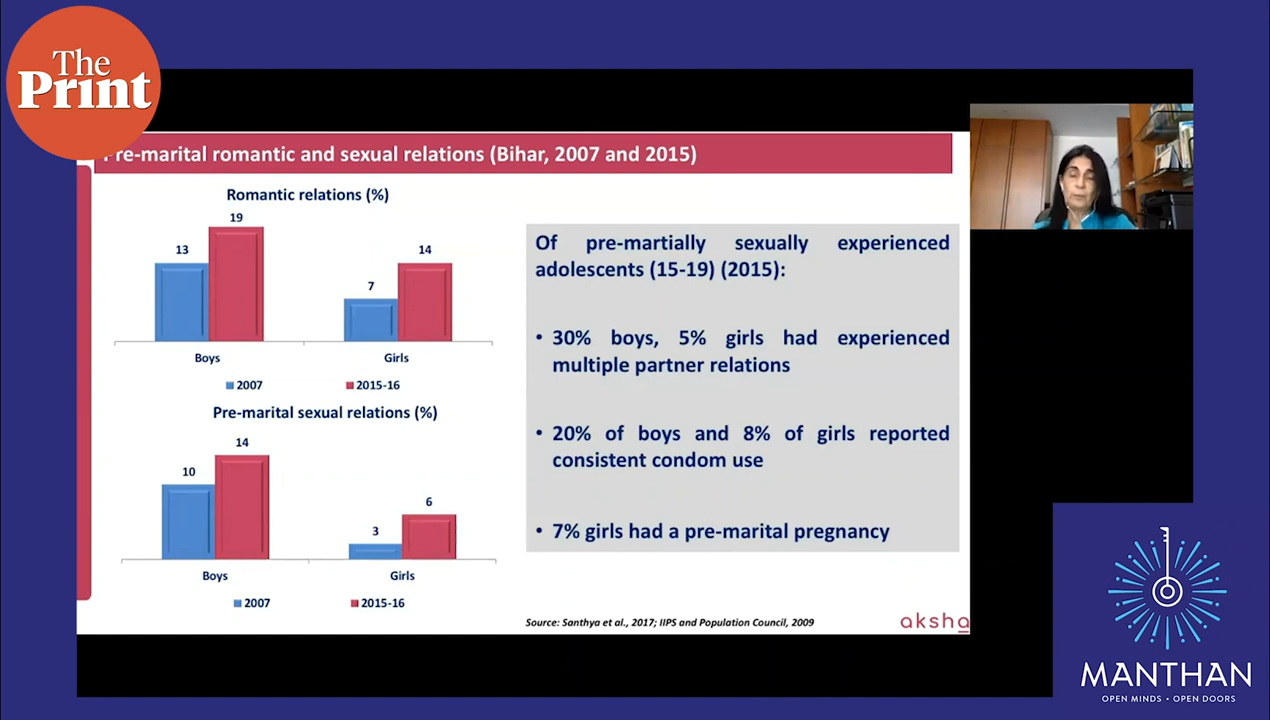 The
Print
Pre-marital romantic and sexual relations (Bihar, 2007 and 2015)
Romantic relations (%)
13
19
7
14
Boys
Girls
2007
2015-16
Pre-marital sexual relations (%)
10
14
3
6
Boys
Girls
2007
2015-16
Of pre-martially sexually experienced
adolescents (15-19) (2015):
• 30% boys, 5% girls had experienced
multiple partner relations
• 20% of boys and 8% of girls reported
consistent condom use
• 7% girls had a pre-marital pregnancy
Source: Santhya et al., 2017; IIPS and Population Council, 2009
aksha
MANTHAN
OPEN MINDS • OPEN DOORS